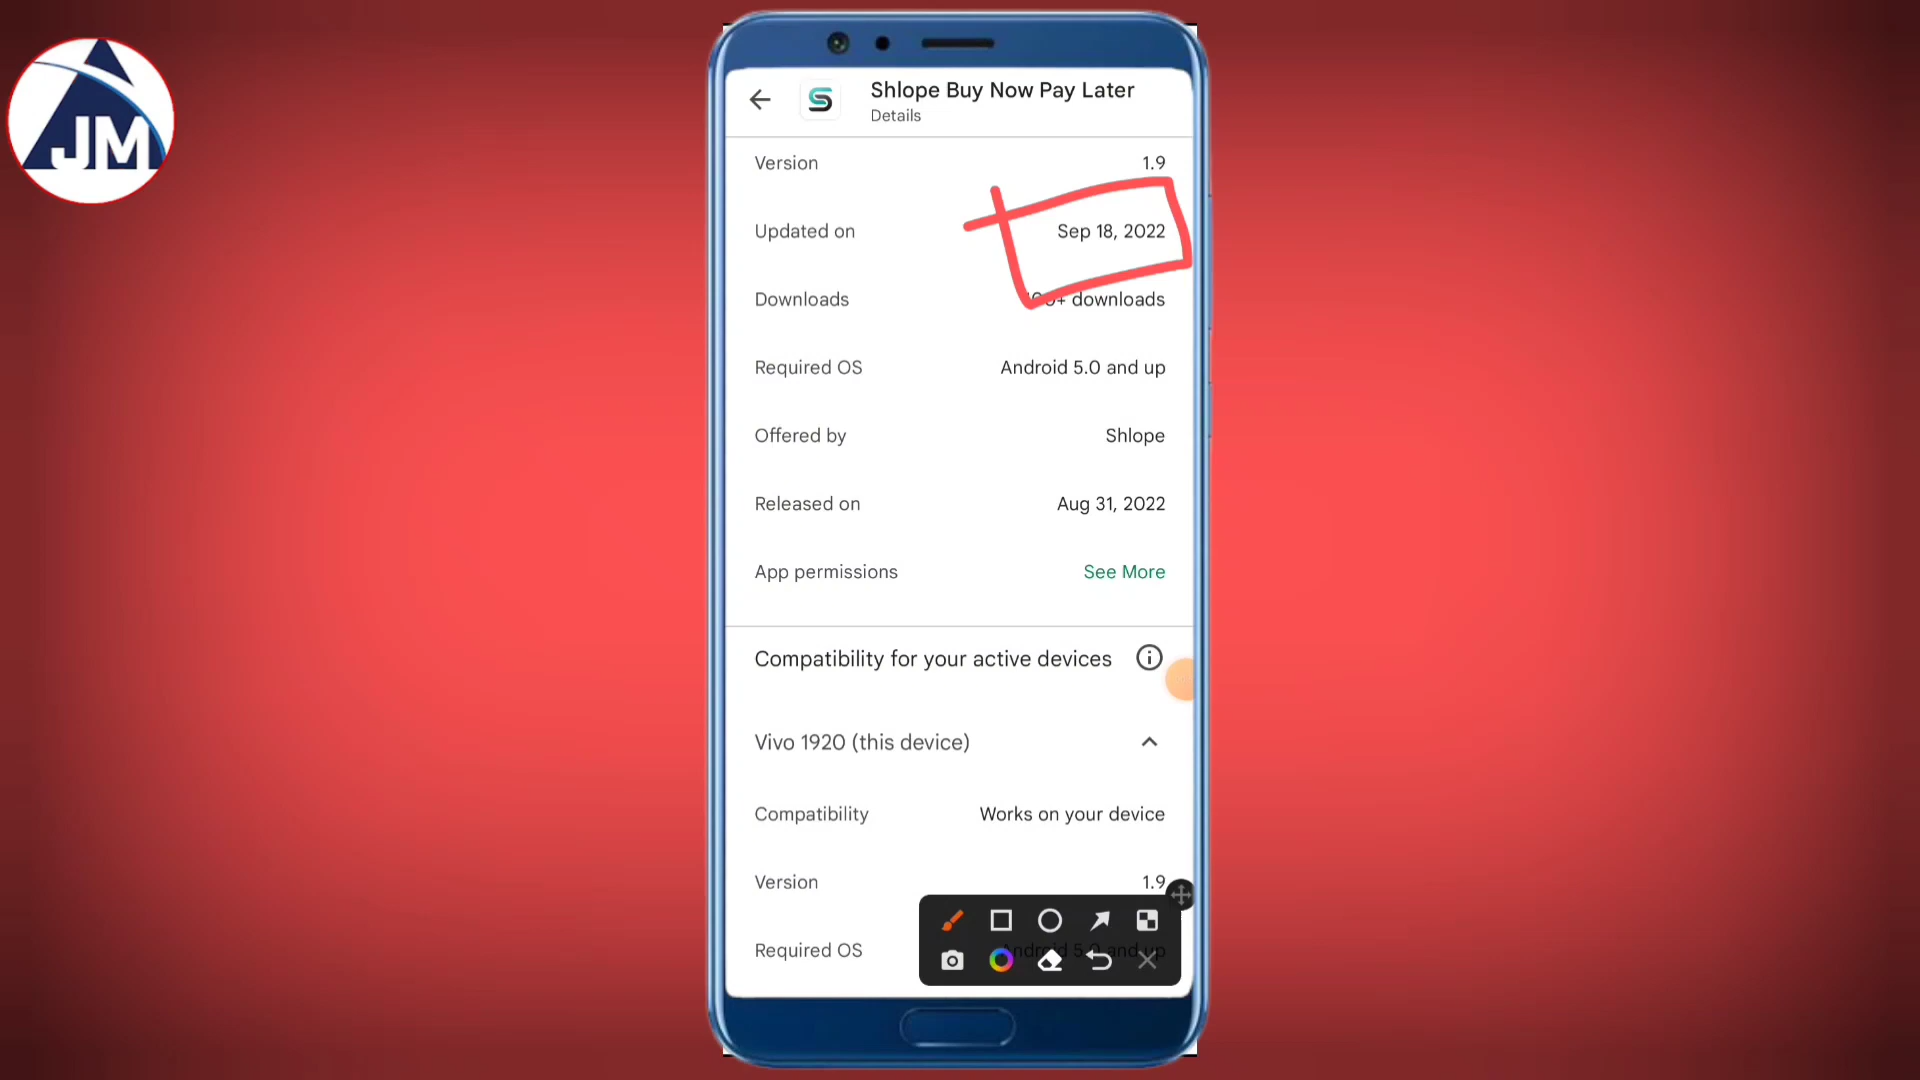 JM
Shlope Buy Now Pay Later
Details
Version 1.9
Updated on Sep 18, 2022
Downloads 100+ downloads
Required OS Android 5.0 and up
Offered by Shlope
Released on Aug 31, 2022
App permissions See More
Compatibility for your active devices
Vivo 1920 (this device)
Compatibility Works on your device
Version 1.9
Required OS Android 5.0 and up